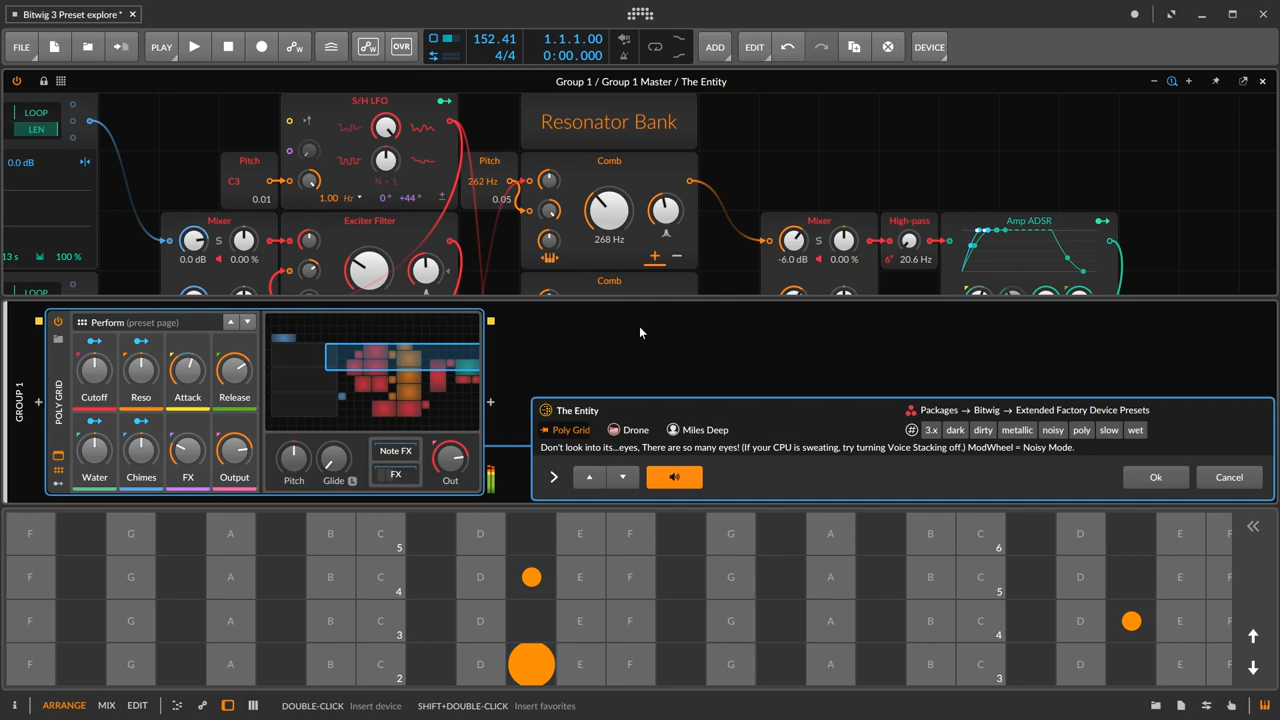 Bitwig 3 Preset explore *
FILE
PLAY
152.41
4/4
1.1.1.00
0:00.000
OVR
ADD
EDIT
DEVICE
Group 1 / Group 1 Master / The Entity
LOOP
LEN
0.0 dB
13 s
100 %
LOOP
Pitch
C3
0.01
S/H LFO
N + 1
1.00 Hz
0°
+44°
Mixer
S
0.0 dB
0.00 %
Exciter Filter
Pitch
262 Hz
0.05
Resonator Bank
Comb
268 Hz
Comb
Mixer
S
-6.0 dB
0.00 %
High-pass
6°
20.6 Hz
Amp ADSR
GROUP 1
POLY GRID
Perform (preset page)
Cutoff
Reso
Attack
Release
Water
Chimes
FX
Output
Pitch
Glide
L
Note FX
FX
Out
The Entity
Packages → Bitwig → Extended Factory Device Presets
Poly Grid
Drone
Miles Deep
3.x
dark
dirty
metallic
noisy
poly
slow
wet
Don't look into its...eyes, There are so many eyes! (If your CPU is sweating, try turning Voice Stacking off.) ModWheel = Noisy Mode.
Ok
Cancel
F G A B C 5 D E F G A B C 6 D E F
F G A B C 4 D E F G A B C 5 D E F
F G A B C 3 D E F G A B C 4 D E F
F G A B C 2 D E F G A B C 3 D E F
ARRANGE
MIX
EDIT
DOUBLE-CLICK Insert device
SHIFT+DOUBLE-CLICK Insert favorites